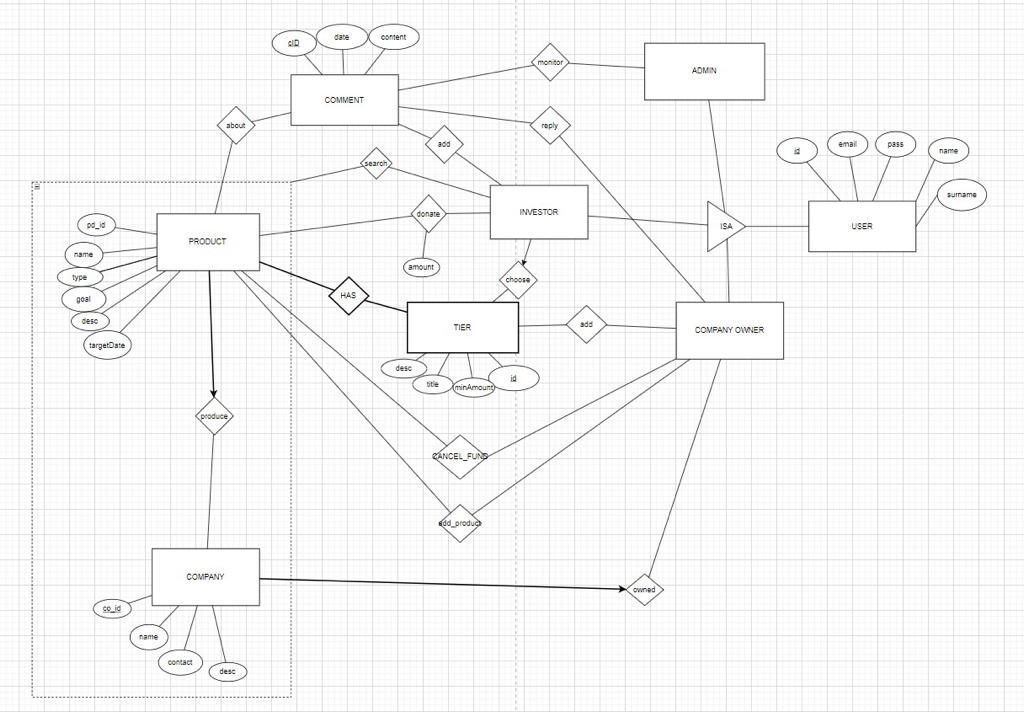 date
content
cID
monitor
ADMIN
COMMENT
about
reply
add
id
email
pass
name
search
surname
INVESTOR
donate
pd_id
ISA
USER
PRODUCT
name
amount
type
choose
goal
HAS
desc
TIER
add
COMPANY OWNER
targetDate
desc
title
minAmount
id
produce
CANCEL_FUND
add_product
COMPANY
owned
co_id
name
contact
desc